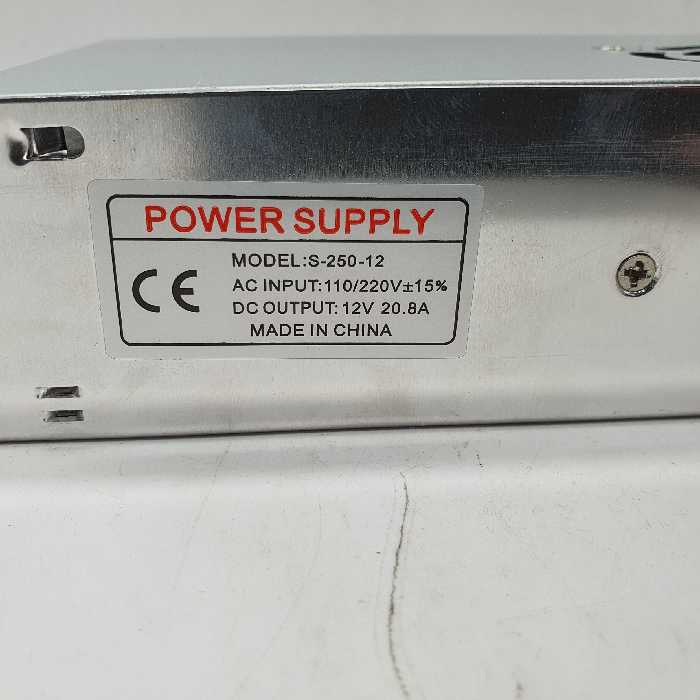 POWER SUPPLY
MODEL:S-250-12
CE
AC INPUT:110/220V±15%
DC OUTPUT: 12V 20.8A
MADE IN CHINA